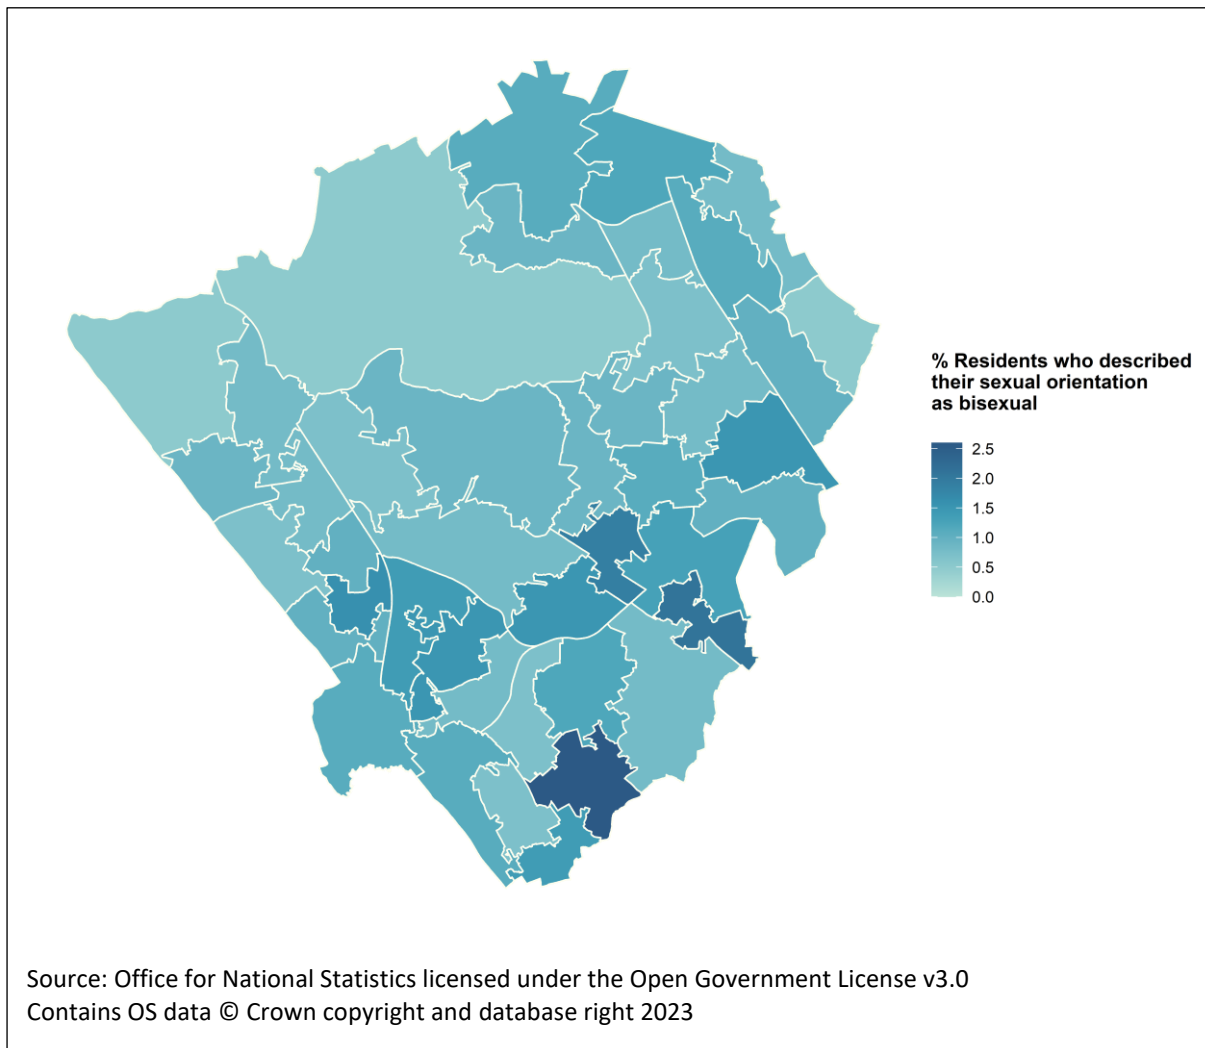 % Residents who described
their sexual orientation
as bisexual
2.5
2.0
1.5
1.0
0.5
0.0
Source: Office for National Statistics licensed under the Open Government License v3.0
Contains OS data © Crown copyright and database right 2023